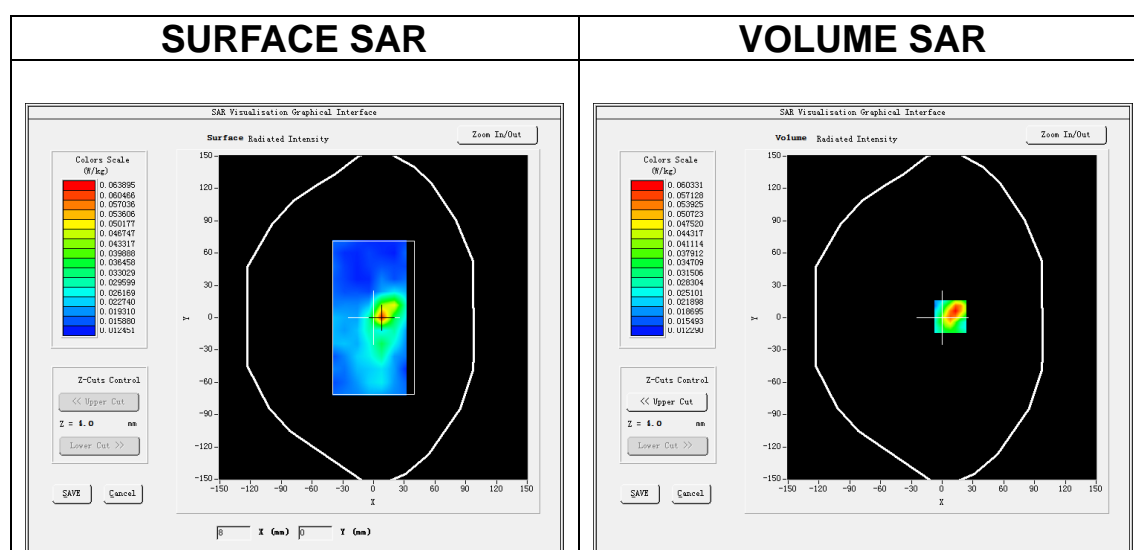 SURFACE SAR
VOLUME SAR
SAR Visualisation Graphical Interface
Surface Radiated Intensity
Zoom In/Out
Colors Scale
(W/kg)
0.063895
0.060466
0.057036
0.053606
0.050177
0.046747
0.043317
0.039888
0.036458
0.033029
0.029599
0.026169
0.022740
0.019310
0.015880
0.012451
150
120
90
60
30
0
-30
-60
-90
-120
-150
Y
-150 -120 -90 -60 -30 0 30 60 90 120 150
X
Z-Cuts Control
<< Upper Cut
Z = 4.0 mm
Lower Cut >>
SAVE Cancel
8 X (mm) 0 Y (mm)
SAR Visualisation Graphical Interface
Volume Radiated Intensity
Zoom In/Out
Colors Scale
(W/kg)
0.060331
0.057128
0.053925
0.050723
0.047520
0.044317
0.041114
0.037912
0.034709
0.031506
0.028304
0.025101
0.021898
0.018695
0.015493
0.012290
150
120
90
60
30
0
-30
-60
-90
-120
-150
Y
-150 -120 -90 -60 -30 0 30 60 90 120 150
X
Z-Cuts Control
<< Upper Cut
Z = 4.0 mm
Lower Cut >>
SAVE Cancel